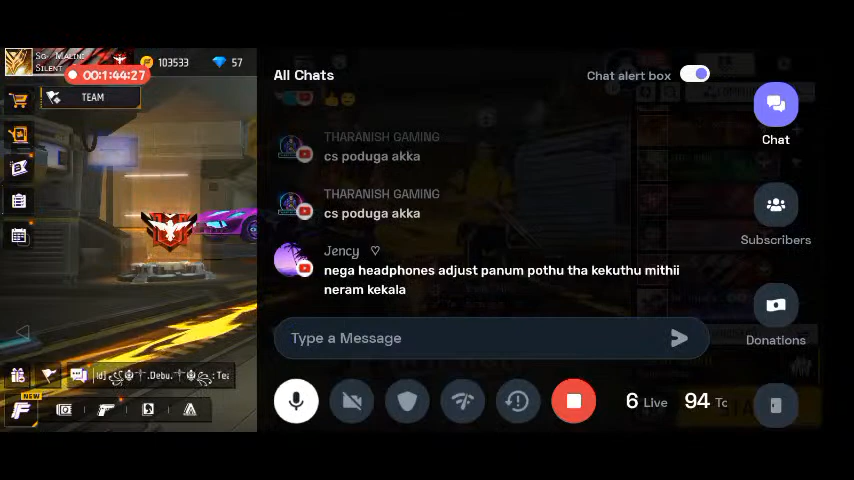 SG MALINI
SILENT
103533
57
00:1:44:27
TEAM
NEW
All Chats
Chat alert box
THARANISH GAMING
cs poduga akka
THARANISH GAMING
cs poduga akka
Jency ♡
nega headphones adjust panum pothu tha kekuthu mithii
neram kekala
Type a Message
6 Live
94 To
Chat
Subscribers
Donations